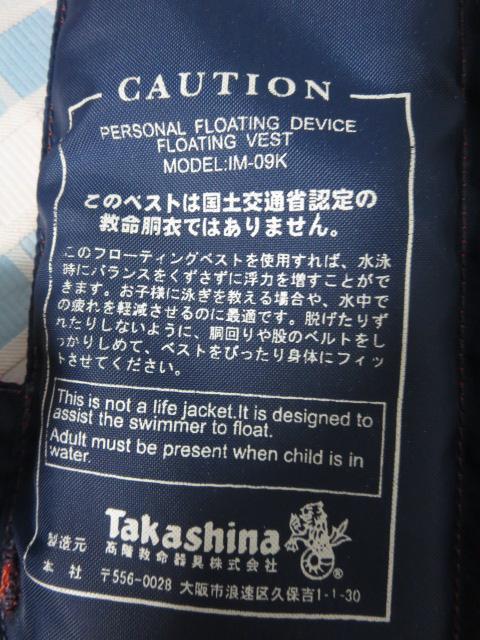 CAUTION
PERSONAL FLOATING DEVICE
FLOATING VEST
MODEL:IM-09K
このベストは国土交通省認定の
救命胴衣ではありません。
このフローティングベストを使用すれば、水泳
時にバランスをくずさずに浮力を増すことがで
きます。お子様に泳ぎを教える場合や、水中で
の疲れを軽減させるのに最適です。脱げたりず
れたりしないように、胴回りや股のベルトをし
っかりしめて、ベストをぴったり身体にフィッ
トさせてください。
This is not a life jacket.It is designed to
assist the swimmer to float.
Adult must be present when child is in
water.
Takashina
製造元 高階救命器具株式会社
本 社 〒556-0028 大阪市浪速区久保吉1-1-30